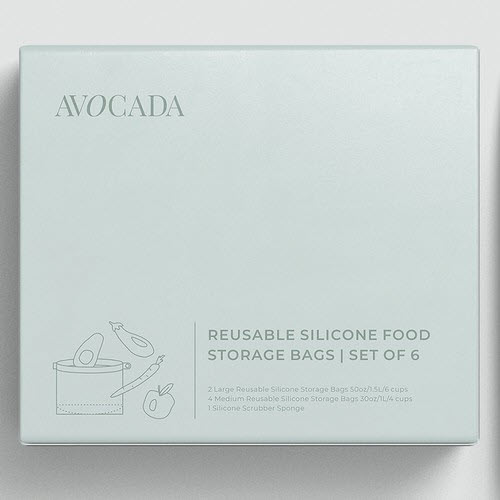 AVOCADA
REUSABLE SILICONE FOOD
STORAGE BAGS | SET OF 6
2 Large Reusable Silicone Storage Bags 50oz/1.5L/6 cups
4 Medium Reusable Silicone Storage Bags 30oz/1L/4 cups
1 Silicone Scrubber Sponge